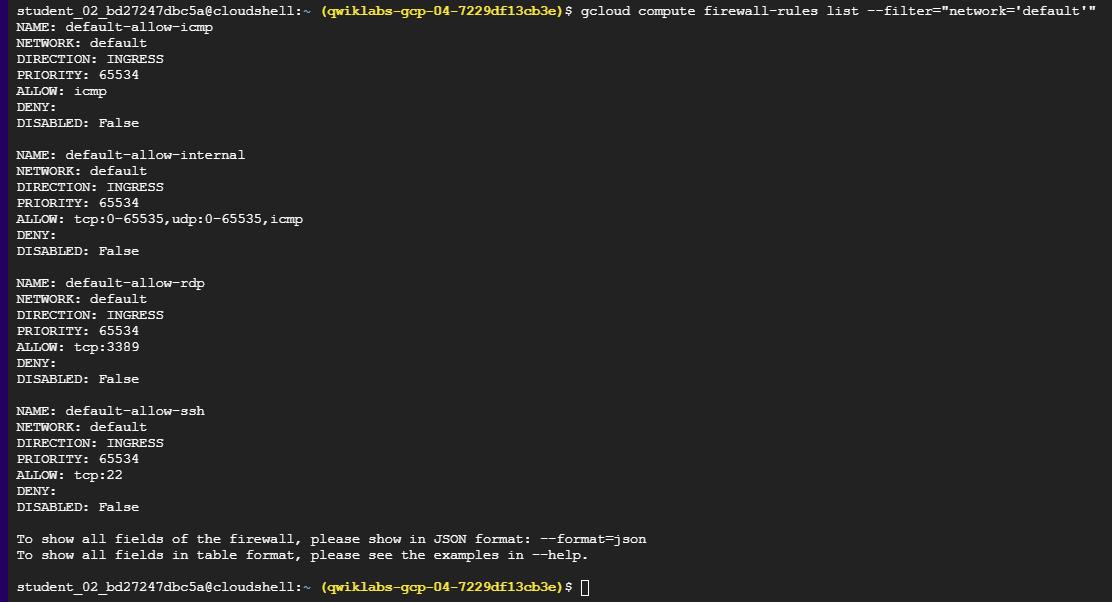 student_02_bd27247dbc5a@cloudshell:~ (qwiklabs-gcp-04-7229df13cb3e)$ gcloud compute firewall-rules list --filter="network='default'"
NAME: default-allow-icmp
NETWORK: default
DIRECTION: INGRESS
PRIORITY: 65534
ALLOW: icmp
DENY:
DISABLED: False
NAME: default-allow-internal
NETWORK: default
DIRECTION: INGRESS
PRIORITY: 65534
ALLOW: tcp:0-65535,udp:0-65535,icmp
DENY:
DISABLED: False
NAME: default-allow-rdp
NETWORK: default
DIRECTION: INGRESS
PRIORITY: 65534
ALLOW: tcp:3389
DENY:
DISABLED: False
NAME: default-allow-ssh
NETWORK: default
DIRECTION: INGRESS
PRIORITY: 65534
ALLOW: tcp:22
DENY:
DISABLED: False
To show all fields of the firewall, please show in JSON format: --format=json
To show all fields in table format, please see the examples in --help.
student_02_bd27247dbc5a@cloudshell:~ (qwiklabs-gcp-04-7229df13cb3e)$